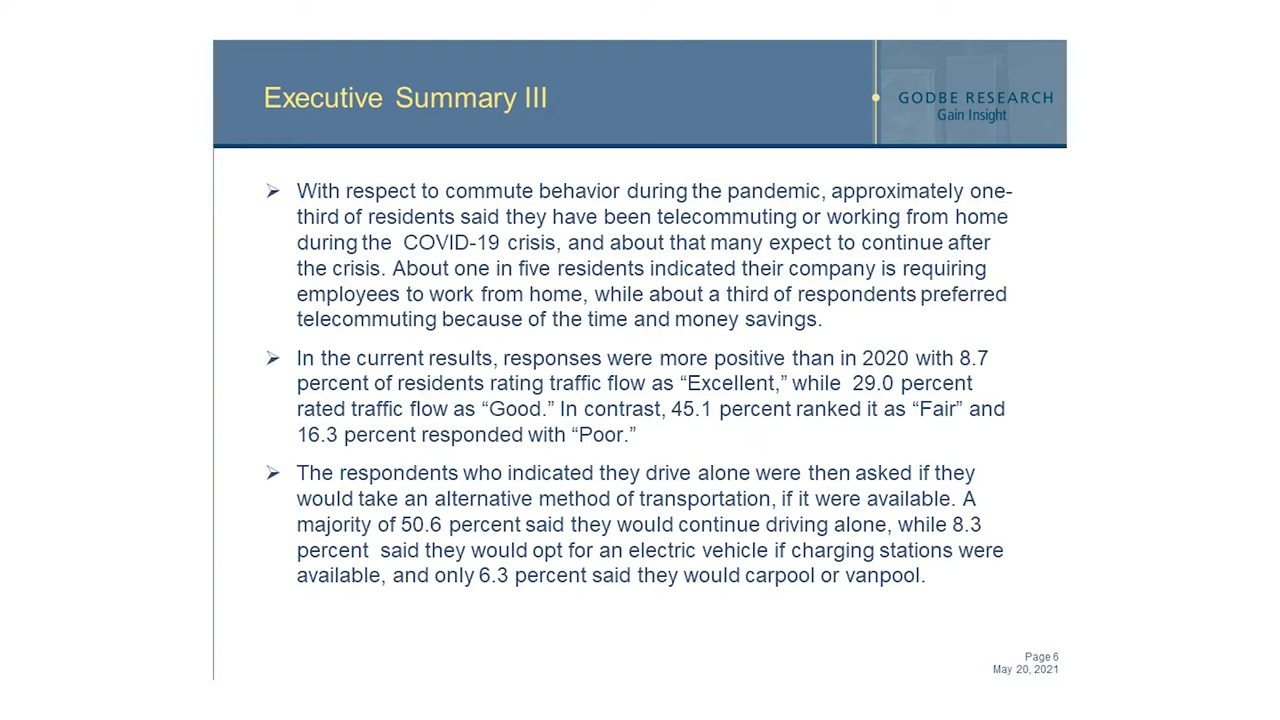 Executive Summary III
GODBE RESEARCH
Gain Insight
➢ With respect to commute behavior during the pandemic, approximately one-
third of residents said they have been telecommuting or working from home
during the COVID-19 crisis, and about that many expect to continue after
the crisis. About one in five residents indicated their company is requiring
employees to work from home, while about a third of respondents preferred
telecommuting because of the time and money savings.
➢ In the current results, responses were more positive than in 2020 with 8.7
percent of residents rating traffic flow as “Excellent,” while 29.0 percent
rated traffic flow as “Good.” In contrast, 45.1 percent ranked it as “Fair” and
16.3 percent responded with “Poor.”
➢ The respondents who indicated they drive alone were then asked if they
would take an alternative method of transportation, if it were available. A
majority of 50.6 percent said they would continue driving alone, while 8.3
percent said they would opt for an electric vehicle if charging stations were
available, and only 6.3 percent said they would carpool or vanpool.
Page 6
May 20, 2021